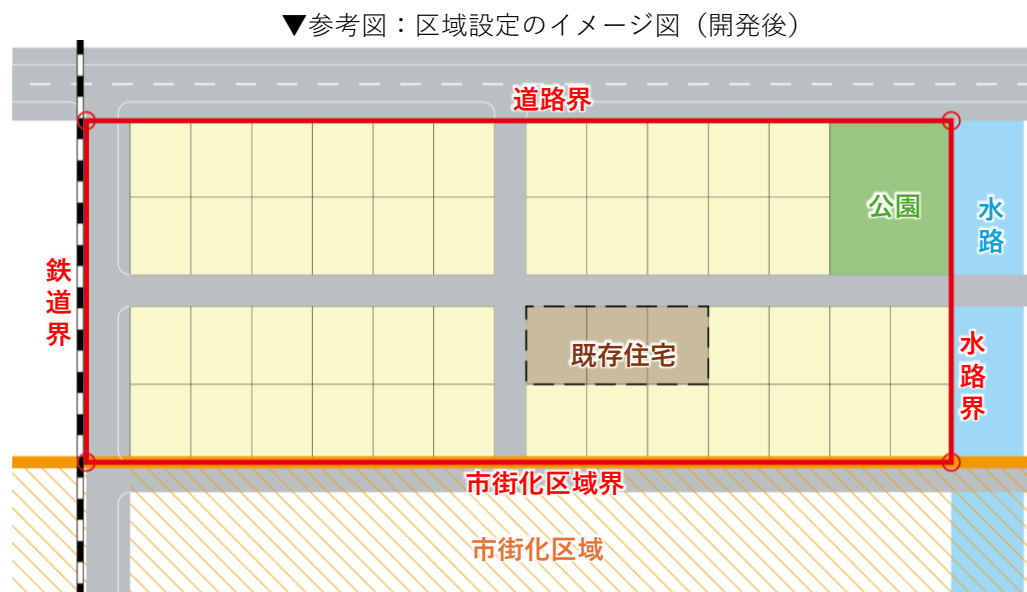 ▼参考図：区域設定のイメージ図（開発後）
道路界
公園
水路
鉄道界
既存住宅
水路界
市街化区域界
市街化区域